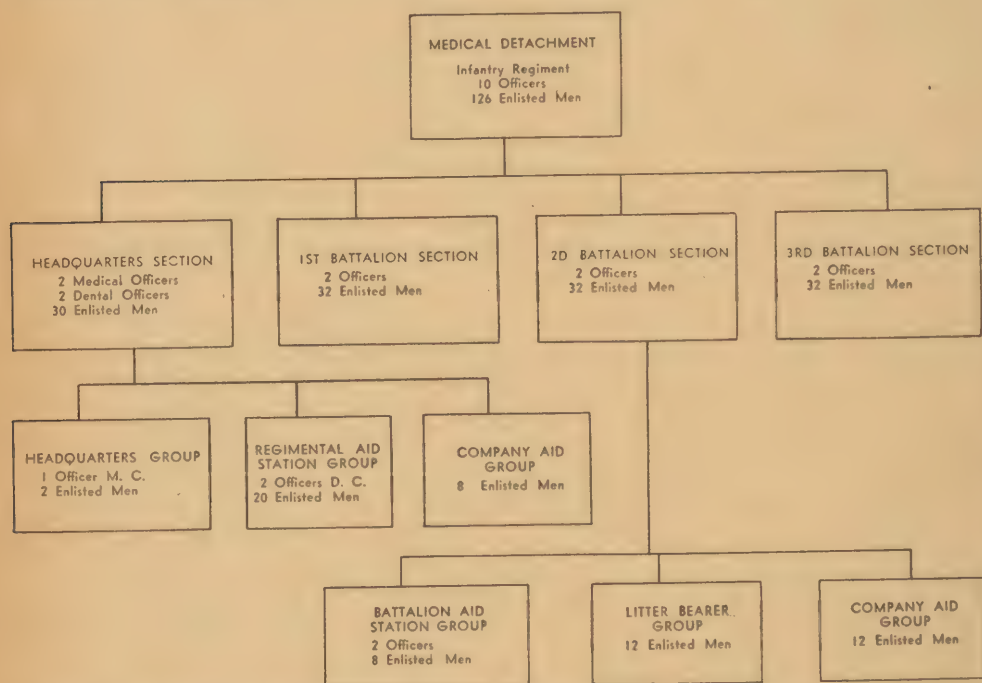 MEDICAL DETACHMENT
Infantry Regiment
10 Officers
126 Enlisted Men
HEADQUARTERS SECTION
2 Medical Officers
2 Dental Officers
30 Enlisted Men
1ST BATTALION SECTION
2 Officers
32 Enlisted Men
2D BATTALION SECTION
2 Officers
32 Enlisted Men
3RD BATTALION SECTION
2 Officers
32 Enlisted Men
HEADQUARTERS GROUP
1 Officer M. C.
2 Enlisted Men
REGIMENTAL AID
STATION GROUP
2 Officers D. C.
20 Enlisted Men
COMPANY AID
GROUP
8 Enlisted Men
BATTALION AID
STATION GROUP
2 Officers
8 Enlisted Men
LITTER BEARER
GROUP
12 Enlisted Men
COMPANY AID
GROUP
12 Enlisted Men